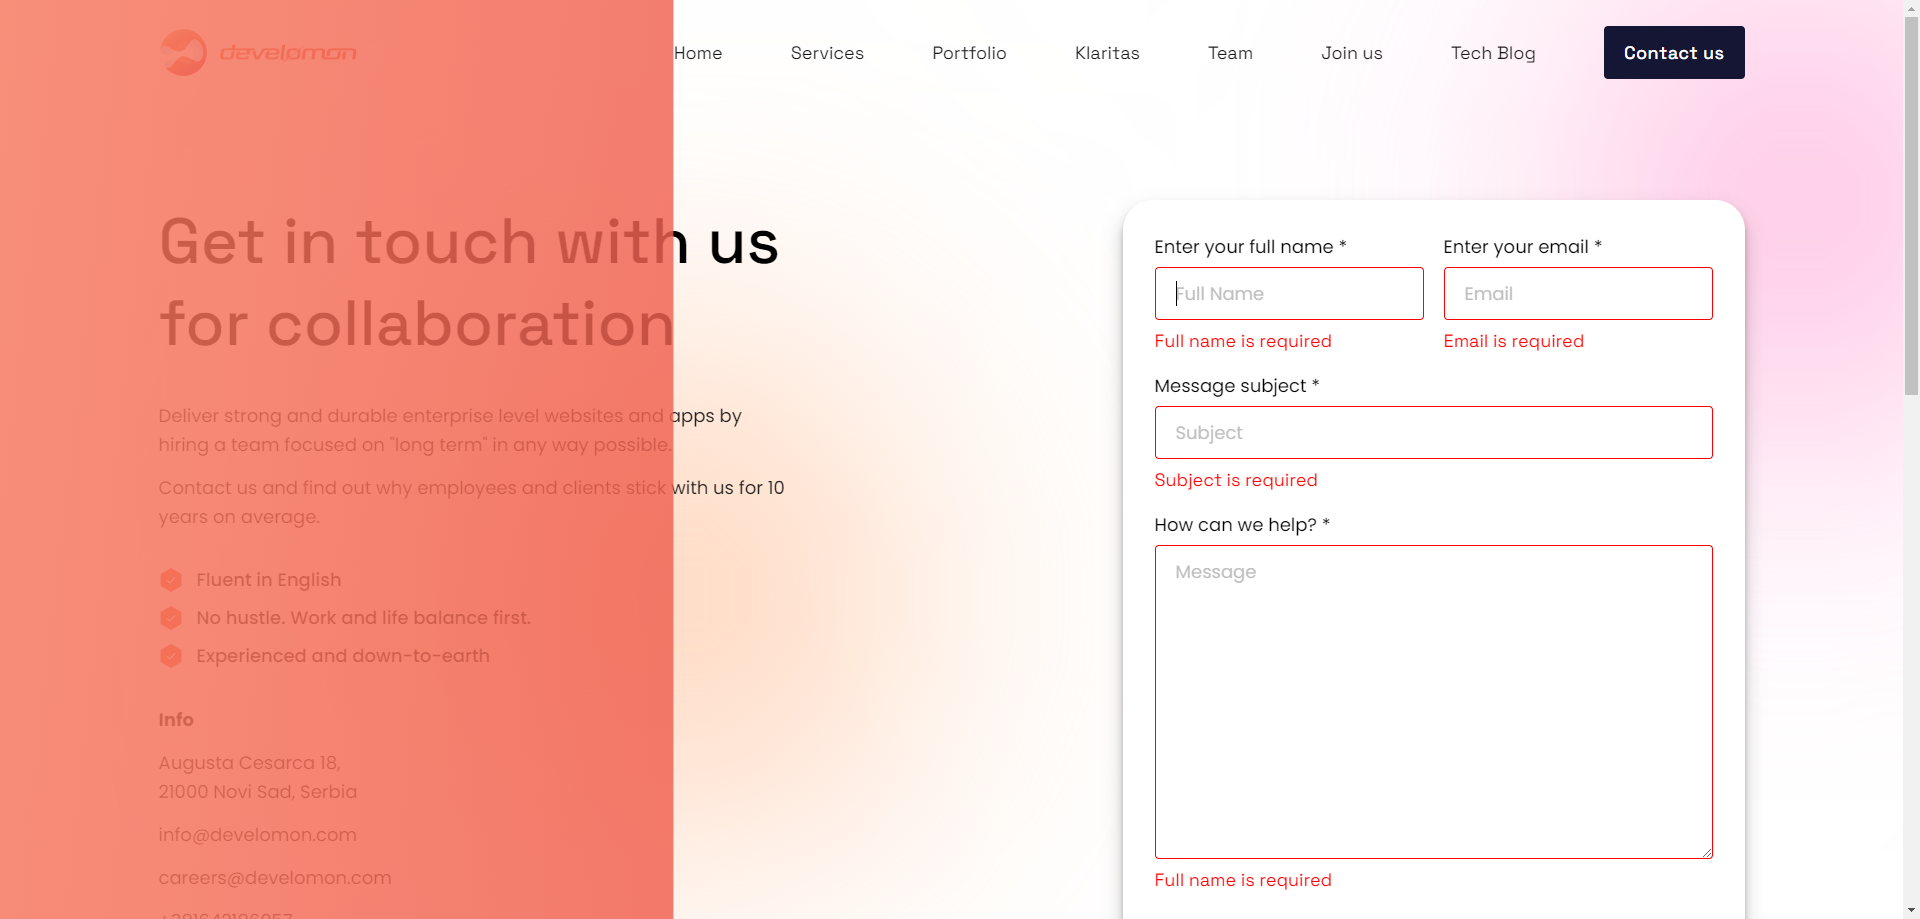 develomon
Home Services Portfolio Klaritas Team Join us Tech Blog Contact us
Get in touch with us
for collaboration
Deliver strong and durable enterprise level websites and apps by
hiring a team focused on "long term" in any way possible.
Contact us and find out why employees and clients stick with us for 10
years on average.
Fluent in English
No hustle. Work and life balance first.
Experienced and down-to-earth
Info
Augusta Cesarca 18,
21000 Novi Sad, Serbia
info@develomon.com
careers@develomon.com
Enter your full name *
Full Name
Full name is required
Enter your email *
Email
Email is required
Message subject *
Subject
Subject is required
How can we help? *
Message
Full name is required